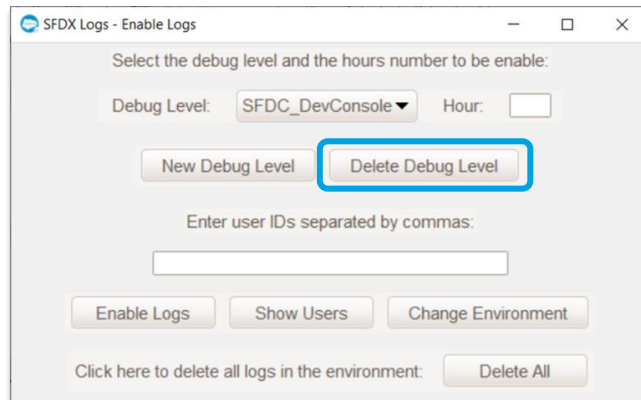 SFDX Logs - Enable Logs
Select the debug level and the hours number to be enable:
Debug Level: SFDC_DevConsole Hour:
New Debug Level Delete Debug Level
Enter user IDs separated by commas:
Enable Logs Show Users Change Environment
Click here to delete all logs in the environment: Delete All